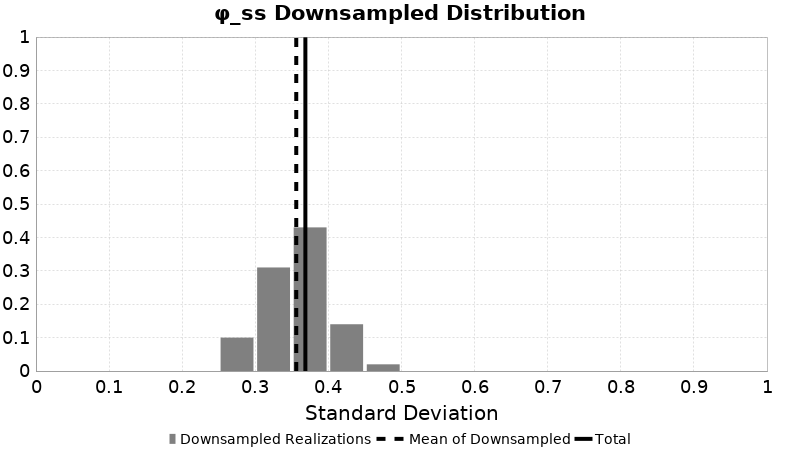 φ_ss Downsampled Distribution
1
0.9
0.8
0.7
0.6
0.5
0.4
0.3
0.2
0.1
0
0 0.1 0.2 0.3 0.4 0.5 0.6 0.7 0.8 0.9 1
Standard Deviation
Downsampled Realizations Mean of Downsampled Total